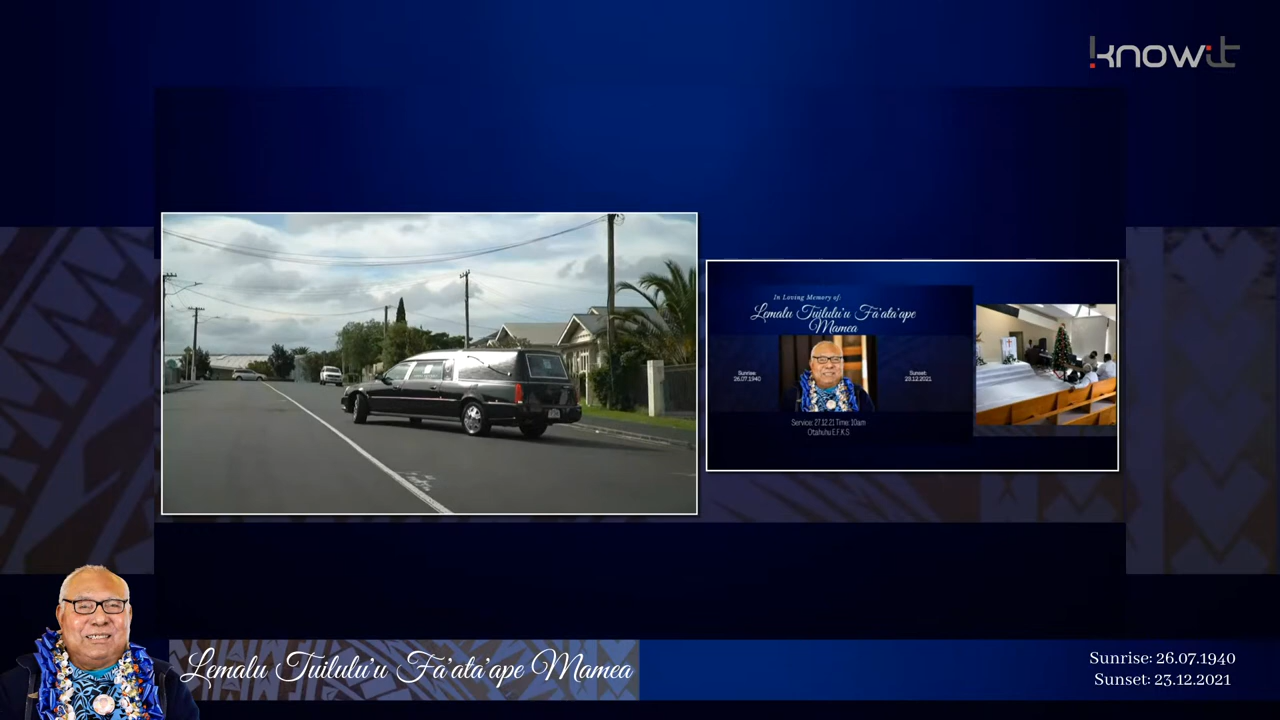 knowit
In Loving Memory of:
Lemalu Tuilulu'u Fa'ata'ape
Mamea
Sunrise:
26.07.1940
Sunset:
23.12.2021
Service: 27.12.21 Time: 10am
Otahuhu E.F.K.S
Lemalu Tuilulu'u Fa'ata'ape Mamea
Sunrise: 26.07.1940
Sunset: 23.12.2021